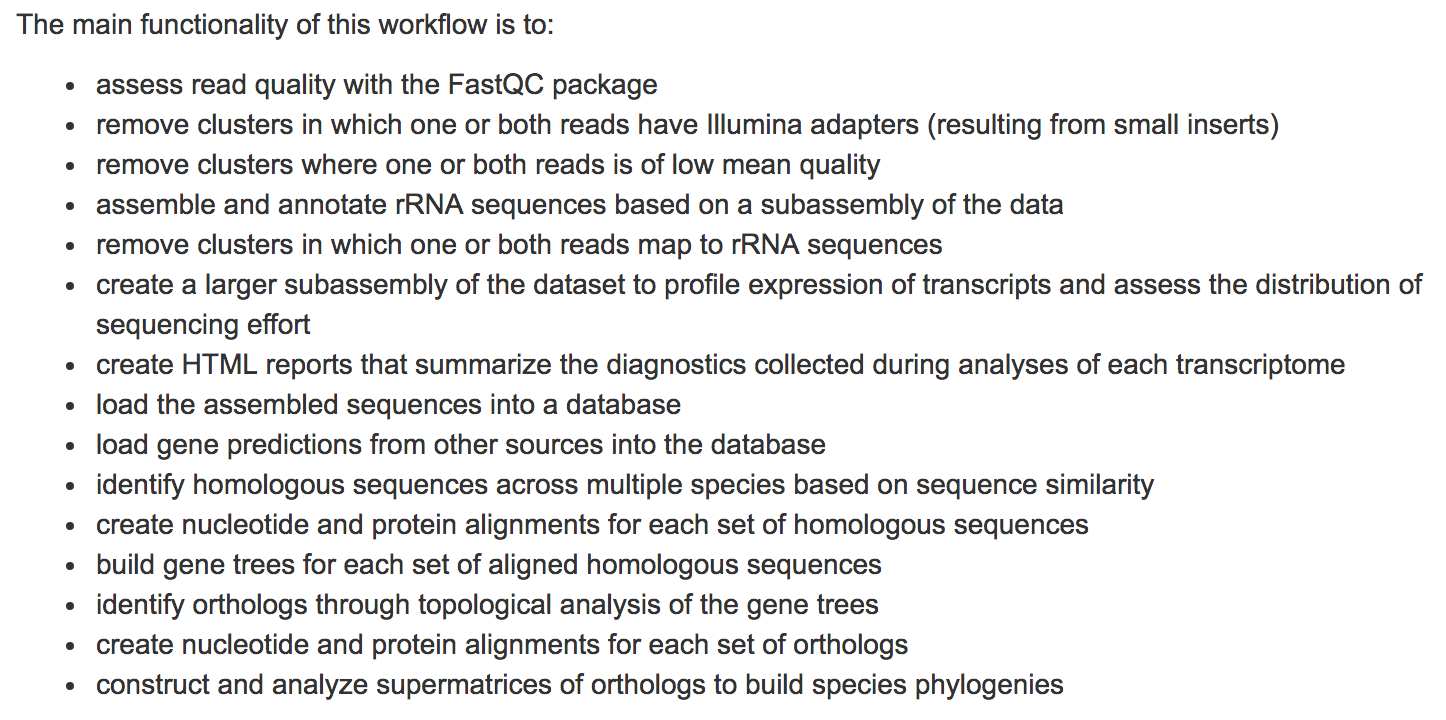 The main functionality of this workflow is to:
• assess read quality with the FastQC package
• remove clusters in which one or both reads have Illumina adapters (resulting from small inserts)
• remove clusters where one or both reads is of low mean quality
• assemble and annotate rRNA sequences based on a subassembly of the data
• remove clusters in which one or both reads map to rRNA sequences
• create a larger subassembly of the dataset to profile expression of transcripts and assess the distribution of
sequencing effort
• create HTML reports that summarize the diagnostics collected during analyses of each transcriptome
• load the assembled sequences into a database
• load gene predictions from other sources into the database
• identify homologous sequences across multiple species based on sequence similarity
• create nucleotide and protein alignments for each set of homologous sequences
• build gene trees for each set of aligned homologous sequences
• identify orthologs through topological analysis of the gene trees
• create nucleotide and protein alignments for each set of orthologs
• construct and analyze supermatrices of orthologs to build species phylogenies